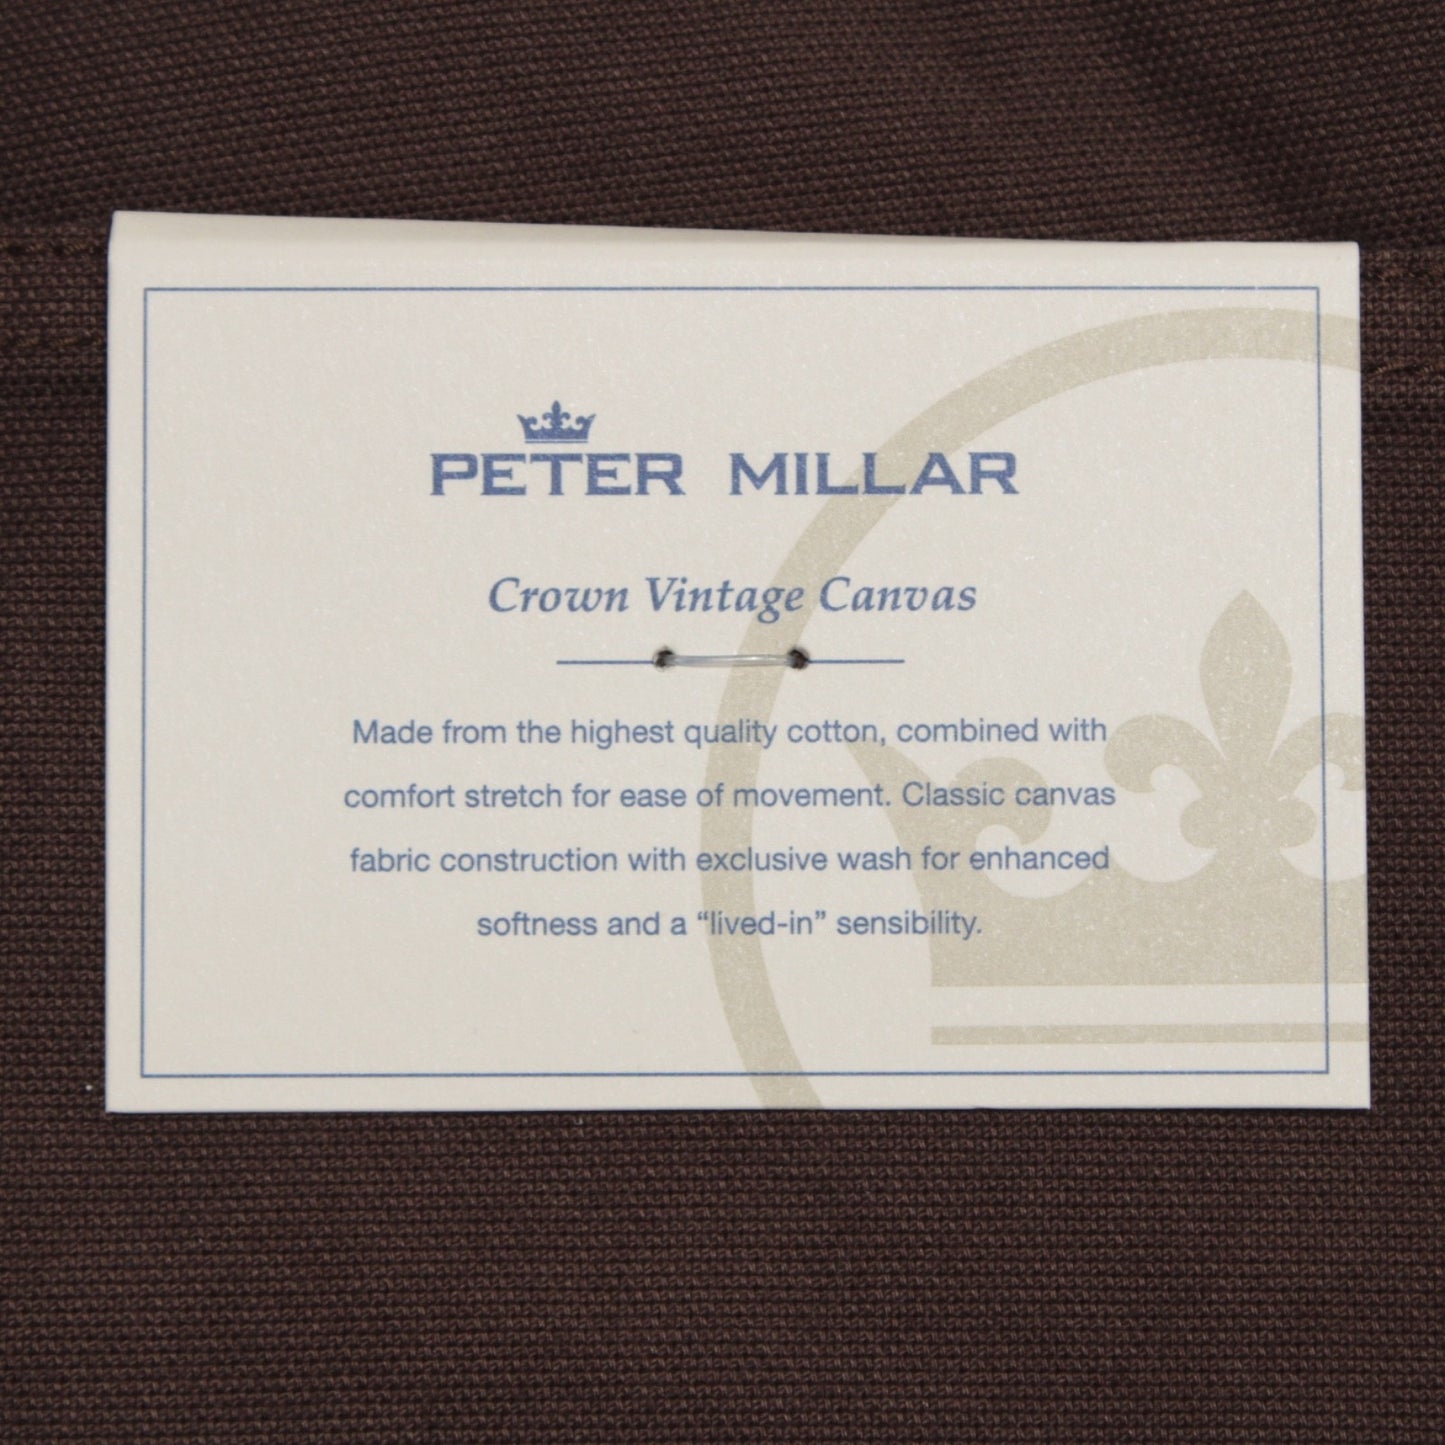 PETER MILLAR
Crown Vintage Canvas
Made from the highest quality cotton, combined with
comfort stretch for ease of movement. Classic canvas
fabric construction with exclusive wash for enhanced
softness and a “lived-in” sensibility.